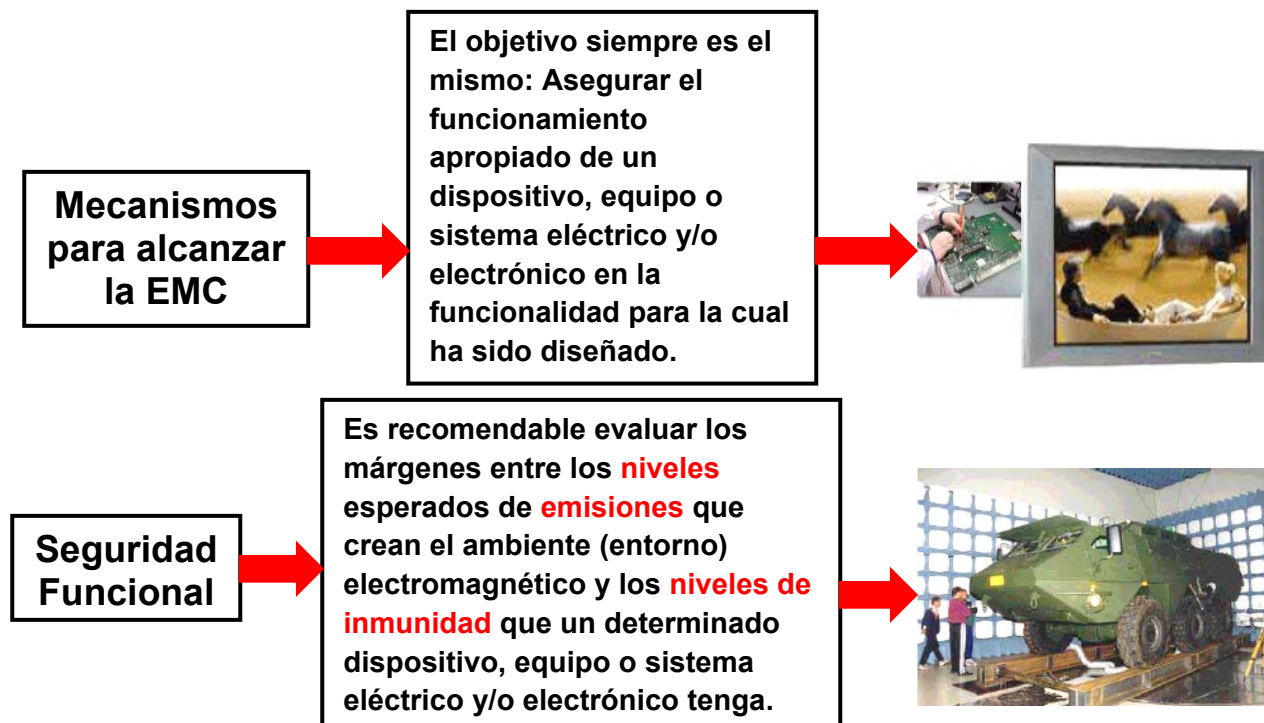 Mecanismos
para alcanzar
la EMC
El objetivo siempre es el
mismo: Asegurar el
funcionamiento
apropiado de un
dispositivo, equipo o
sistema eléctrico y/o
electrónico en la
funcionalidad para la cual
ha sido diseñado.
Seguridad
Funcional
Es recomendable evaluar los
márgenes entre los niveles
esperados de emisiones que
crean el ambiente (entorno)
electromagnético y los niveles de
inmunidad que un determinado
dispositivo, equipo o sistema
eléctrico y/o electrónico tenga.